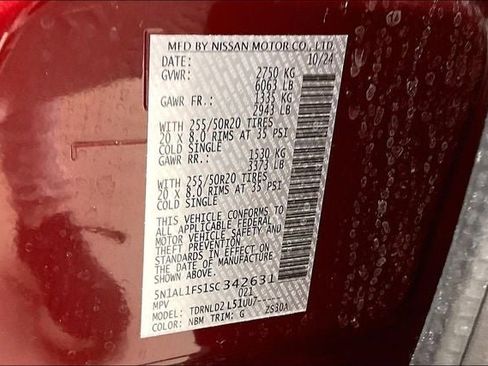 MFD BY NISSAN MOTOR CO., LTD.
DATE: 10/24
GVWR: 2750 KG
6063 LB
GAWR FR.: 1335 KG
2943 LB
WITH 255/50R20 TIRES
20 X 8.0 RIMS AT 35 PSI
COLD SINGLE
GAWR RR.: 1530 KG
3373 LB
WITH 255/50R20 TIRES
20 X 8.0 RIMS AT 35 PSI
COLD SINGLE
THIS VEHICLE CONFORMS TO
ALL APPLICABLE FEDERAL
MOTOR VEHICLE SAFETY AND
THEFT PREVENTION
STANDARDS IN EFFECT ON
THE DATE OF MANUFACTURE
SHOWN ABOVE.
5N1AL1FS1SC342631
MPV 021
MODEL: TDRNLD2 L51UU7-----
COLOR: NBM TRIM: G